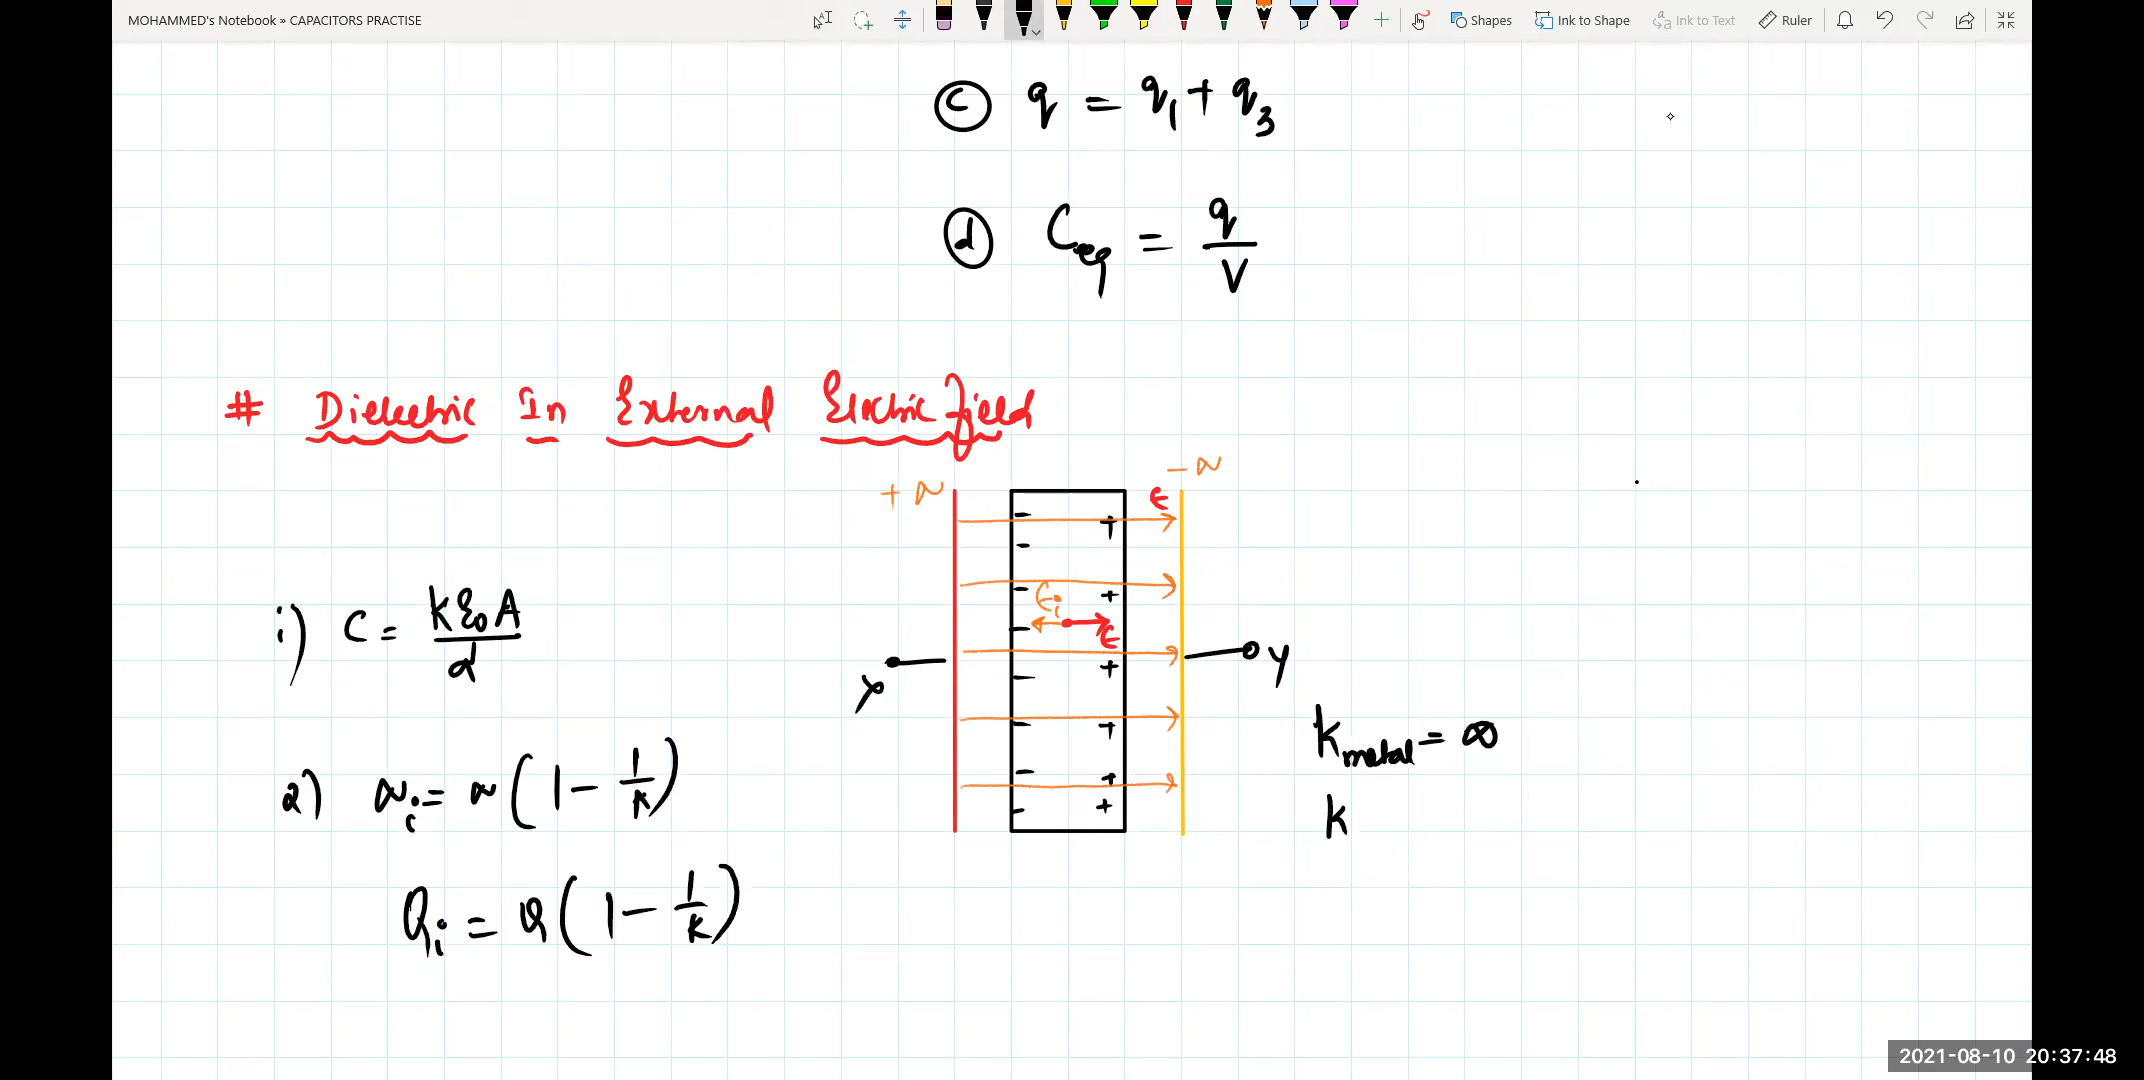 MOHAMMED's Notebook » CAPACITORS PRACTISE
Shapes
Ink to Shape
Ink to Text
Ruler
c q = q₁ + q₃
d Ceq = q/V
# Dielectric In External Electric field
+ σ
- σ
E
Ei
E
X
Y
i) C = kε₀A/d
2) σi = σ(1 - 1/k)
Qi = Q(1 - 1/k)
kmetal = ∞
k
2021-08-10 20:37:48